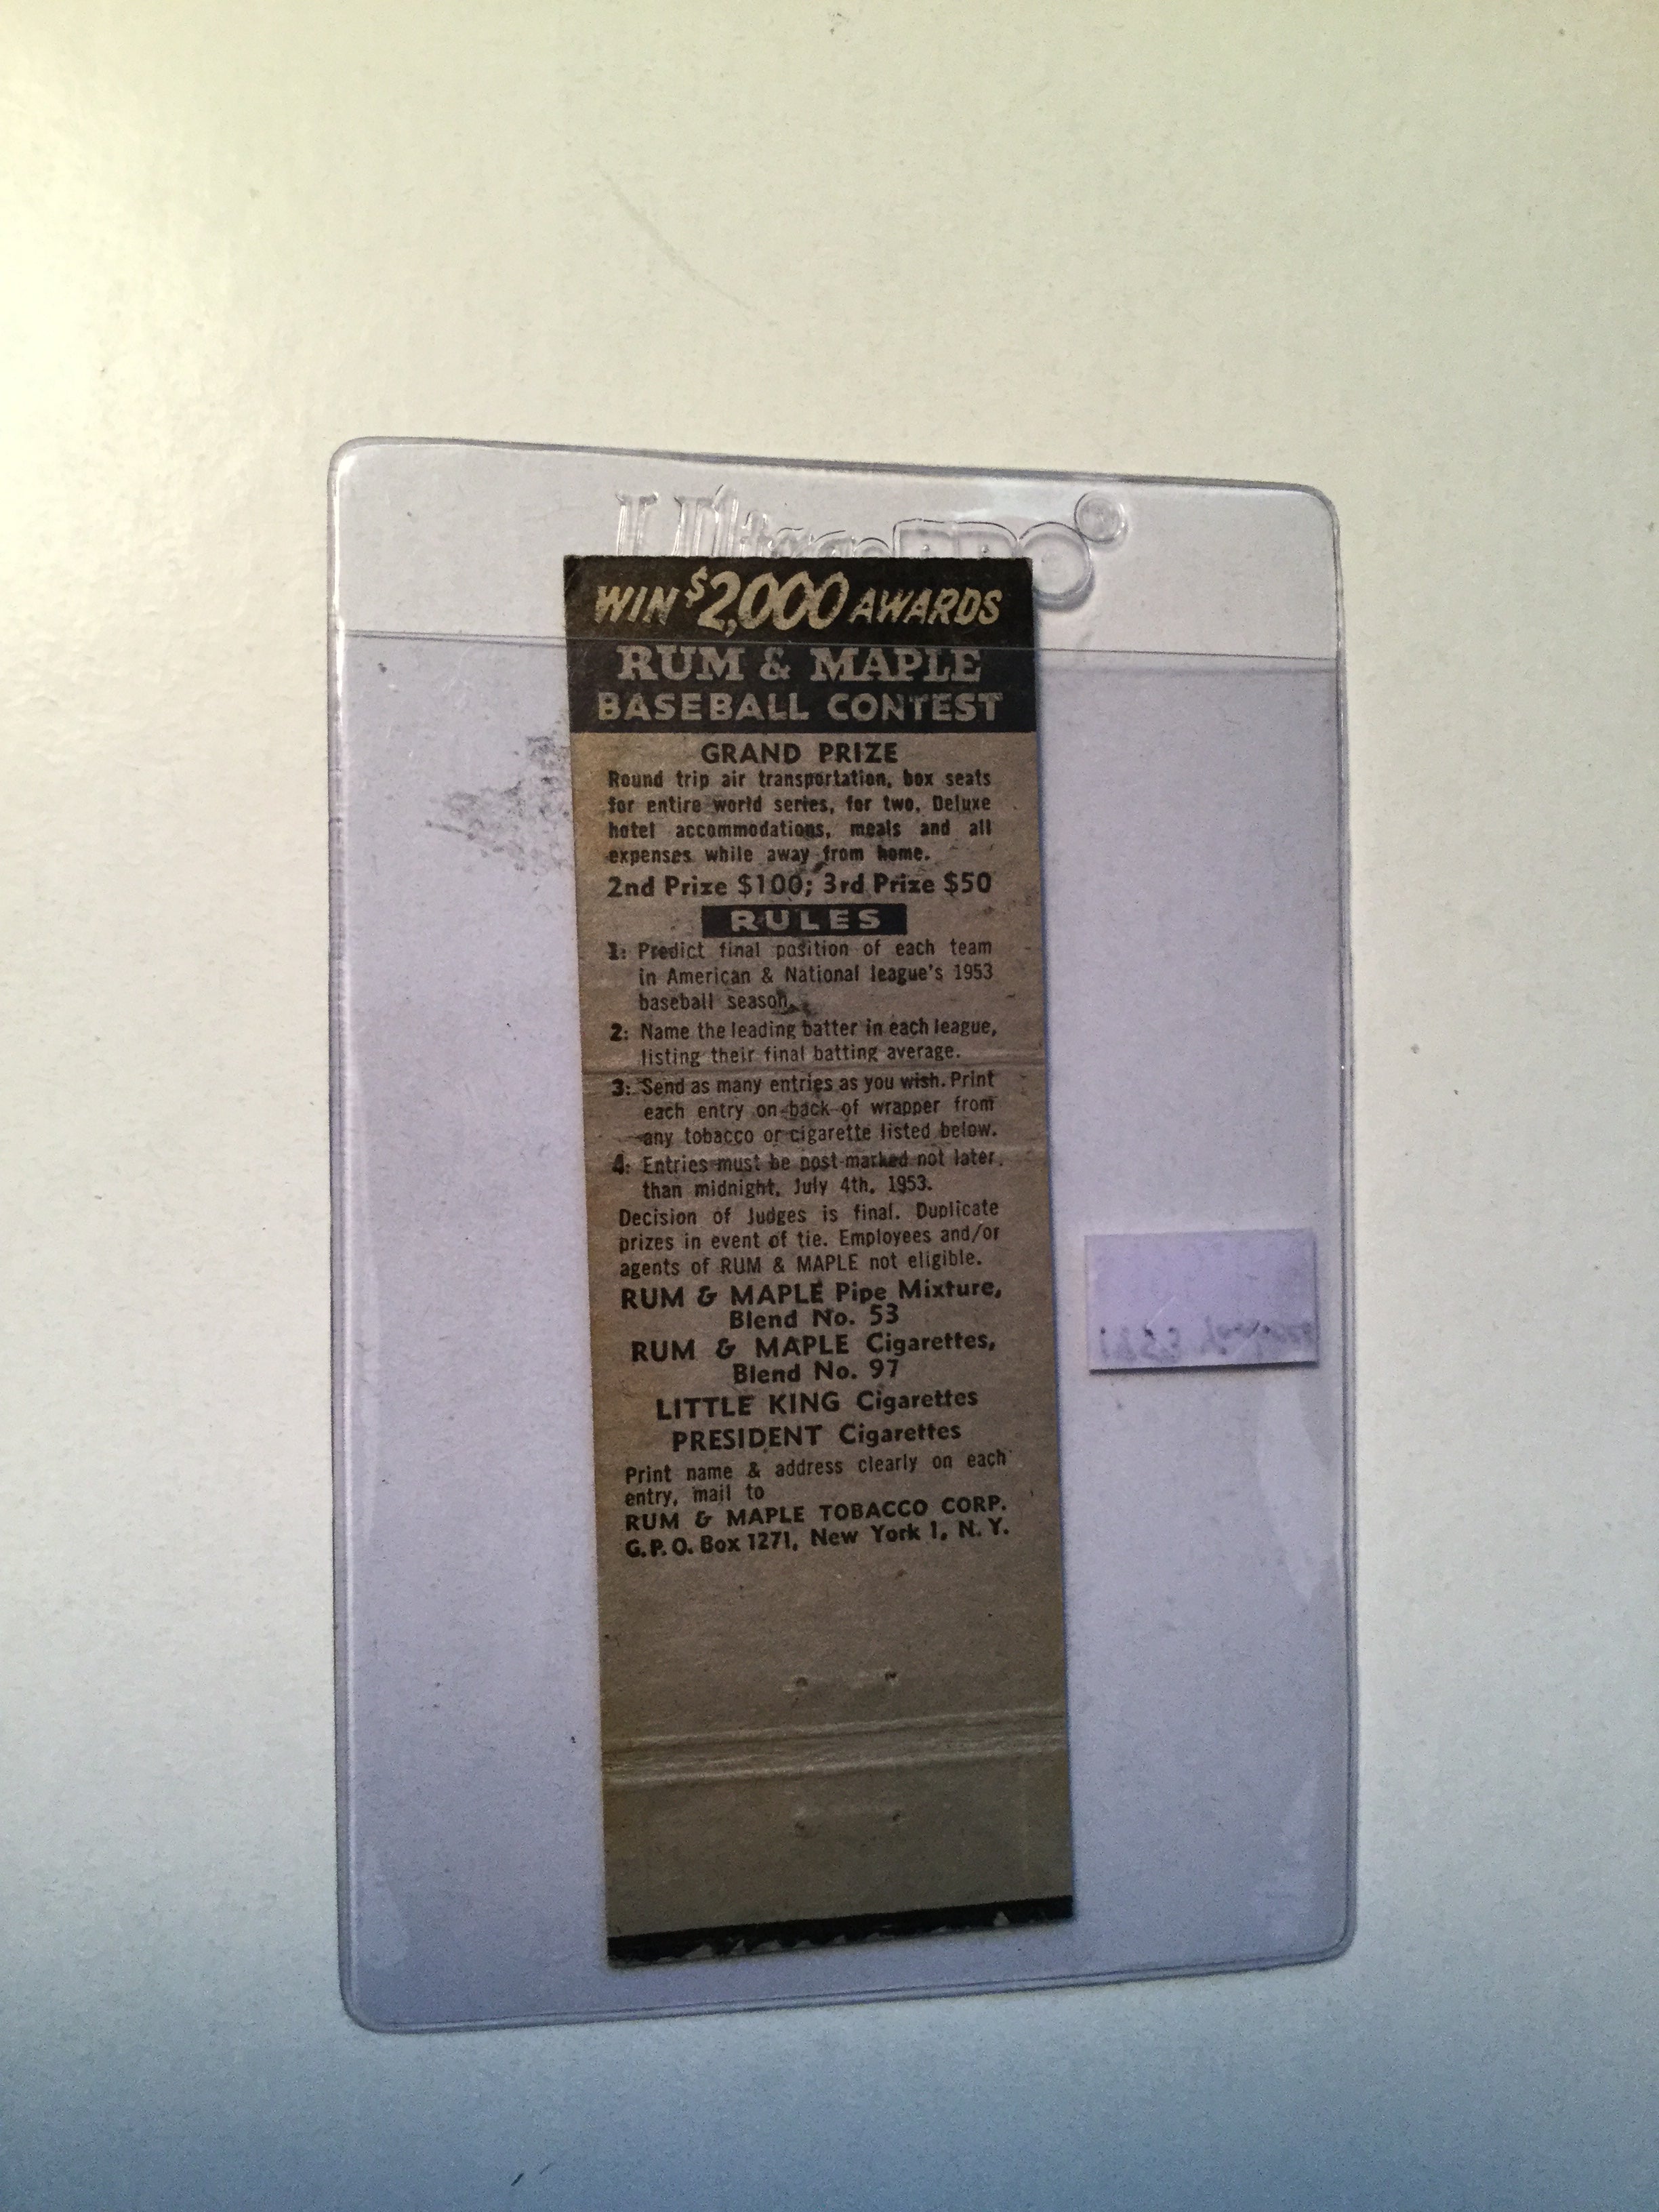 UltraPRO
WIN $2,000 AWARDS
RUM & MAPLE
BASEBALL CONTEST
GRAND PRIZE
Round trip air transportation, box seats
for entire world series, for two. Deluxe
hotel accommodations, meals and all
expenses while away from home.
2nd Prize $100; 3rd Prize $50
RULES
1: Predict final position of each team
in American & National league's 1953
baseball season.
2: Name the leading batter in each league,
listing their final batting average.
3: Send as many entries as you wish. Print
each entry on back of wrapper from
any tobacco or cigarette listed below.
4: Entries must be post-marked not later
than midnight, July 4th, 1953.
Decision of Judges is final. Duplicate
prizes in event of tie. Employees and/or
agents of RUM & MAPLE not eligible.
RUM & MAPLE Pipe Mixture,
Blend No. 53
RUM & MAPLE Cigarettes,
Blend No. 97
LITTLE KING Cigarettes
PRESIDENT Cigarettes
Print name & address clearly on each
entry, mail to
RUM & MAPLE TOBACCO CORP.
G.P.O. Box 1271, New York 1, N.Y.